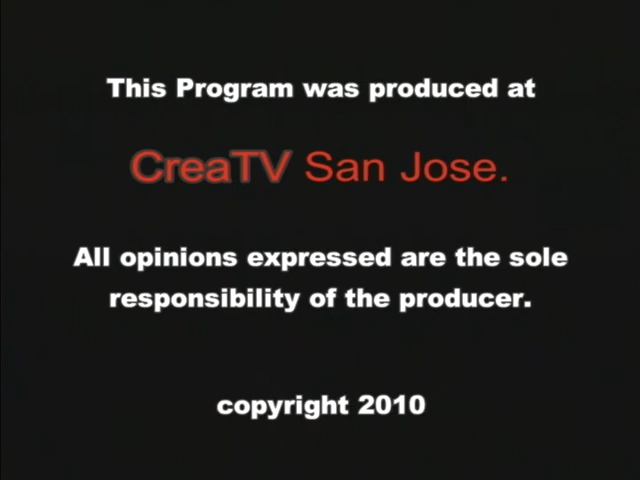 This Program was produced at
CreaTV San Jose.
All opinions expressed are the sole
responsibility of the producer.
copyright 2010